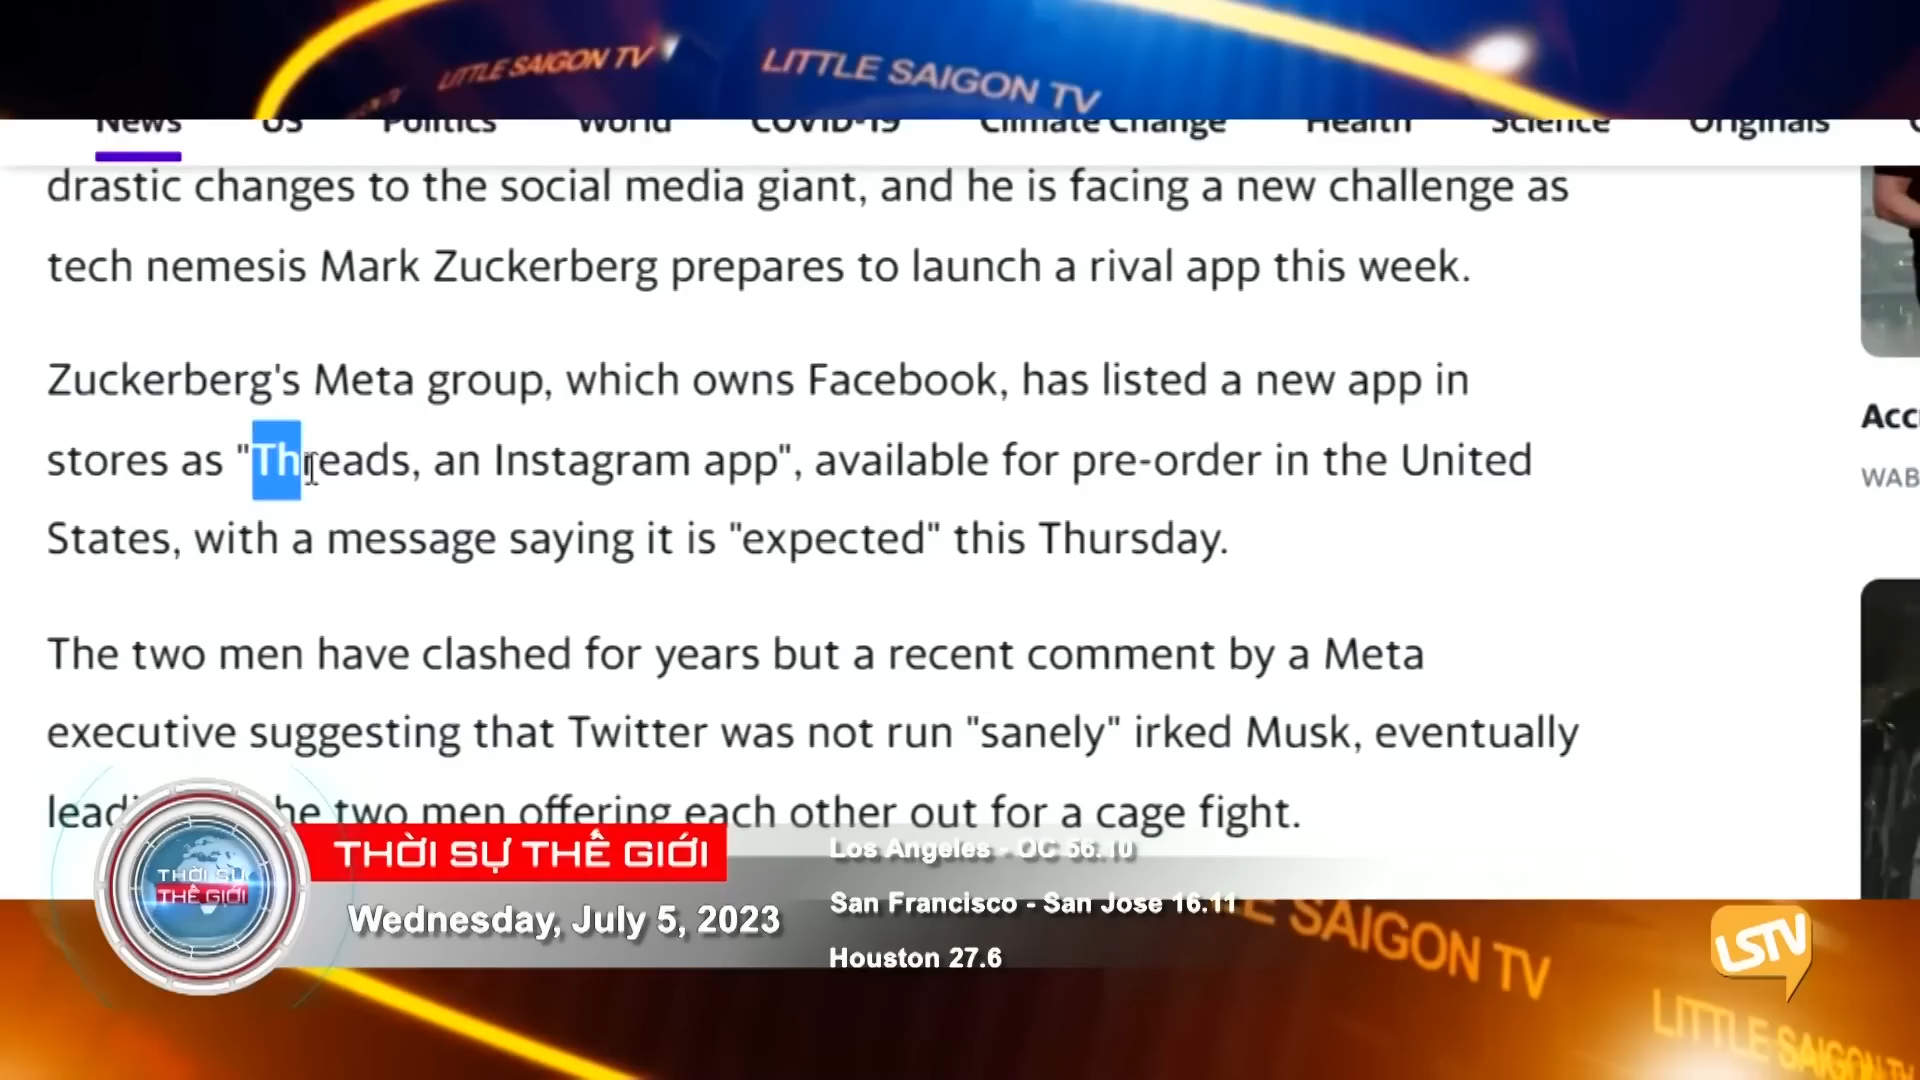 LITTLE SAIGON TV
LITTLE SAIGON TV
News US Politics World COVID-19 Climate Change Health Science Originals
drastic changes to the social media giant, and he is facing a new challenge as
tech nemesis Mark Zuckerberg prepares to launch a rival app this week.
Zuckerberg's Meta group, which owns Facebook, has listed a new app in
stores as "Threads, an Instagram app", available for pre-order in the United
States, with a message saying it is "expected" this Thursday.
The two men have clashed for years but a recent comment by a Meta
executive suggesting that Twitter was not run "sanely" irked Musk, eventually
he two men offering each other out for a cage fight.
Acc
WAB
THỜI SỰ THẾ GIỚI
THỜI SỰ
THẾ GIỚI
Wednesday, July 5, 2023
Los Angeles - OC 56.10
San Francisco - San Jose 16.11
Houston 27.6
E SAIGON TV
LSTV
LITTLE SAIGON TV